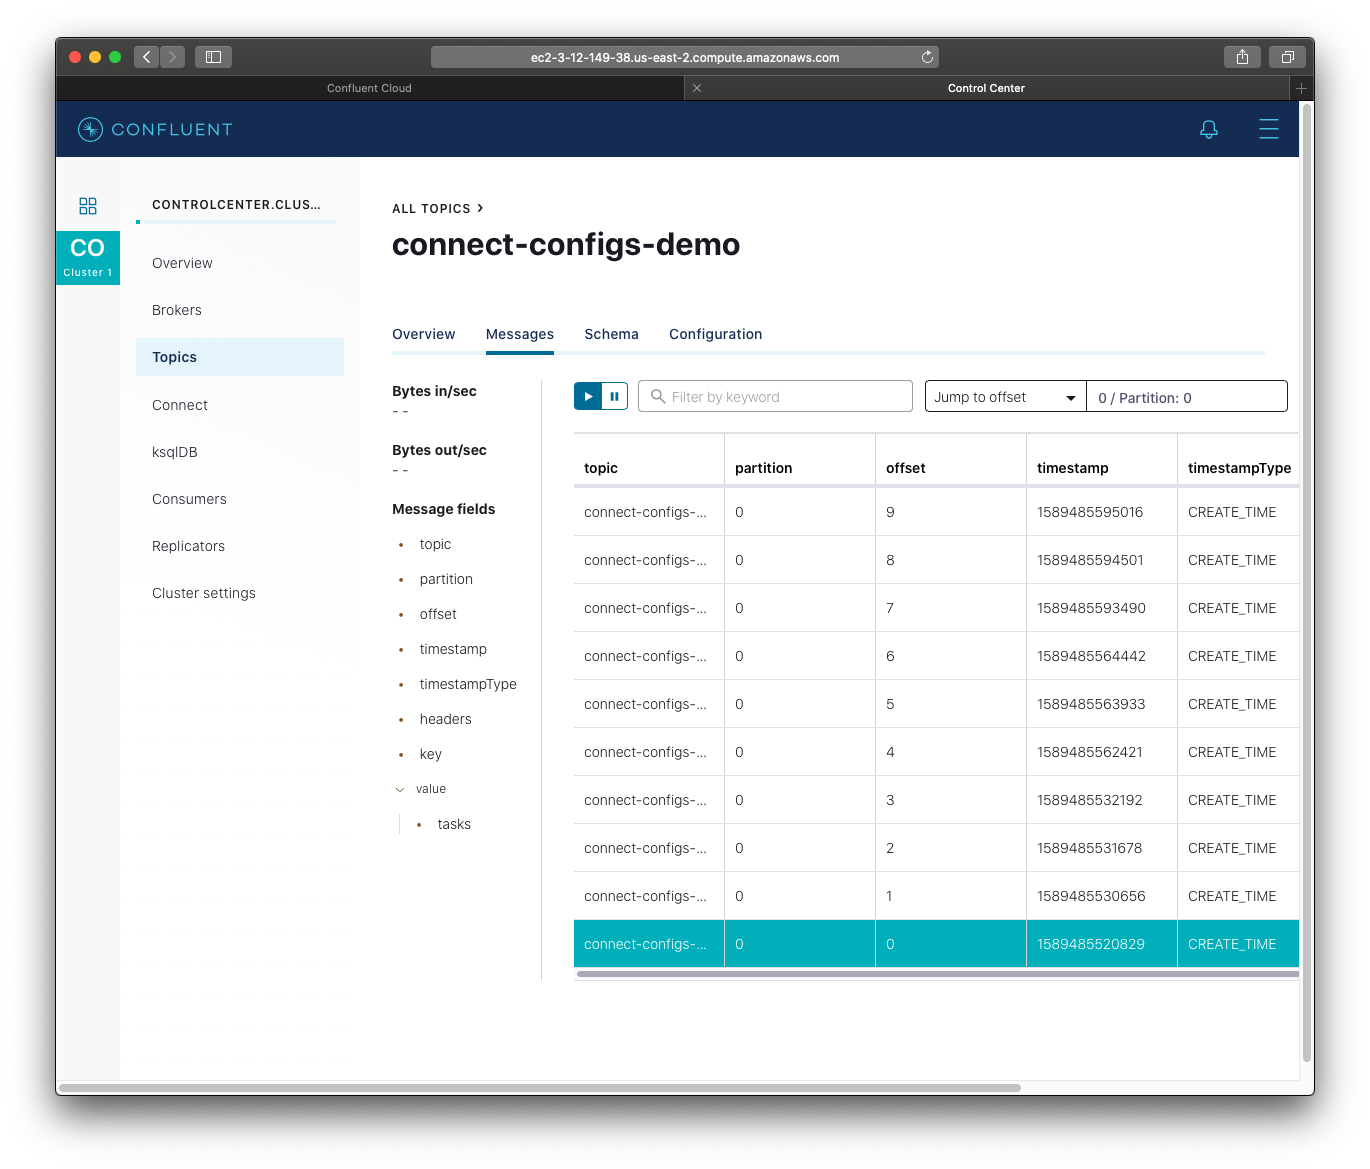 ec2-3-12-149-38.us-east-2.compute.amazonaws.com
Confluent Cloud
Control Center
CONFLUENT
CO
Cluster 1
CONTROLCENTER.CLUS...
Overview
Brokers
Topics
Connect
ksqlDB
Consumers
Replicators
Cluster settings
ALL TOPICS >
connect-configs-demo
Overview Messages Schema Configuration
Bytes in/sec
- -
Bytes out/sec
- -
Message fields
topic
partition
offset
timestamp
timestampType
headers
key
value
tasks
Filter by keyword
Jump to offset
0 / Partition: 0
topic partition offset timestamp timestampType
connect-configs-... 0 9 1589485595016 CREATE_TIME
connect-configs-... 0 8 1589485594501 CREATE_TIME
connect-configs-... 0 7 1589485593490 CREATE_TIME
connect-configs-... 0 6 1589485564442 CREATE_TIME
connect-configs-... 0 5 1589485563933 CREATE_TIME
connect-configs-... 0 4 1589485562421 CREATE_TIME
connect-configs-... 0 3 1589485532192 CREATE_TIME
connect-configs-... 0 2 1589485531678 CREATE_TIME
connect-configs-... 0 1 1589485530656 CREATE_TIME
connect-configs-... 0 0 1589485520829 CREATE_TIME